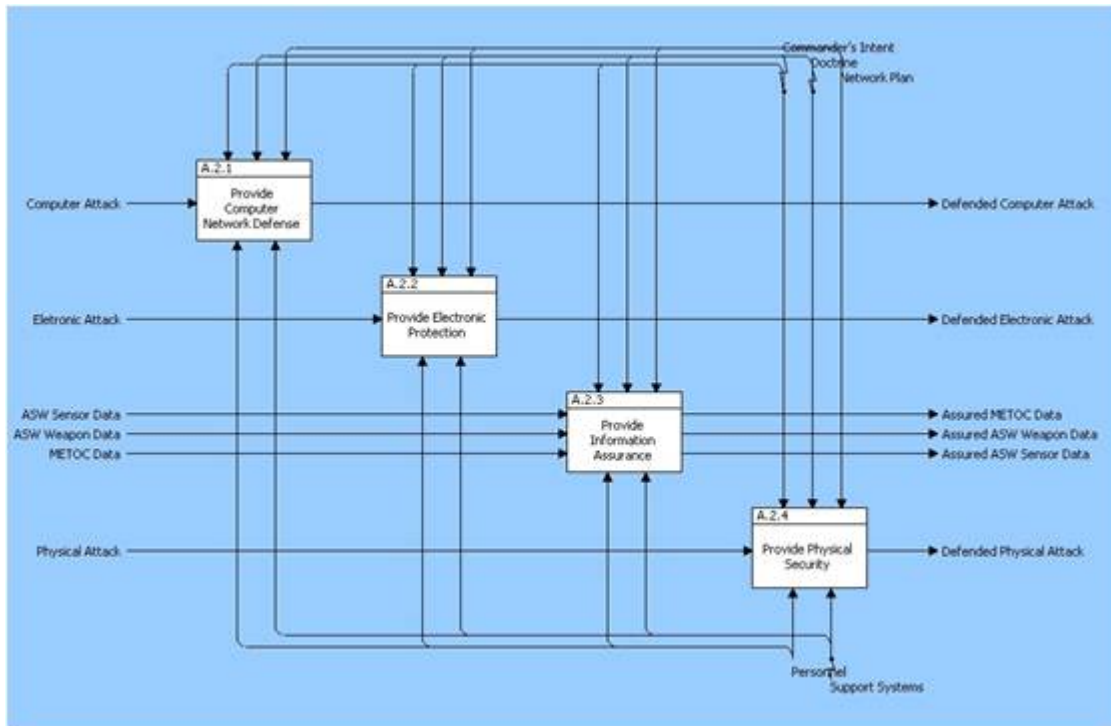 Commander's Intent
Doctrine
Network Plan
A.2.1
Provide
Computer
Network Defense
Computer Attack
Defended Computer Attack
A.2.2
Provide Electronic
Protection
Eletronic Attack
Defended Electronic Attack
A.2.3
Provide
Information
Assurance
ASW Sensor Data
ASW Weapon Data
METOC Data
Assured METOC Data
Assured ASW Weapon Data
Assured ASW Sensor Data
A.2.4
Provide Physical
Security
Physical Attack
Defended Physical Attack
Personnel
Support Systems